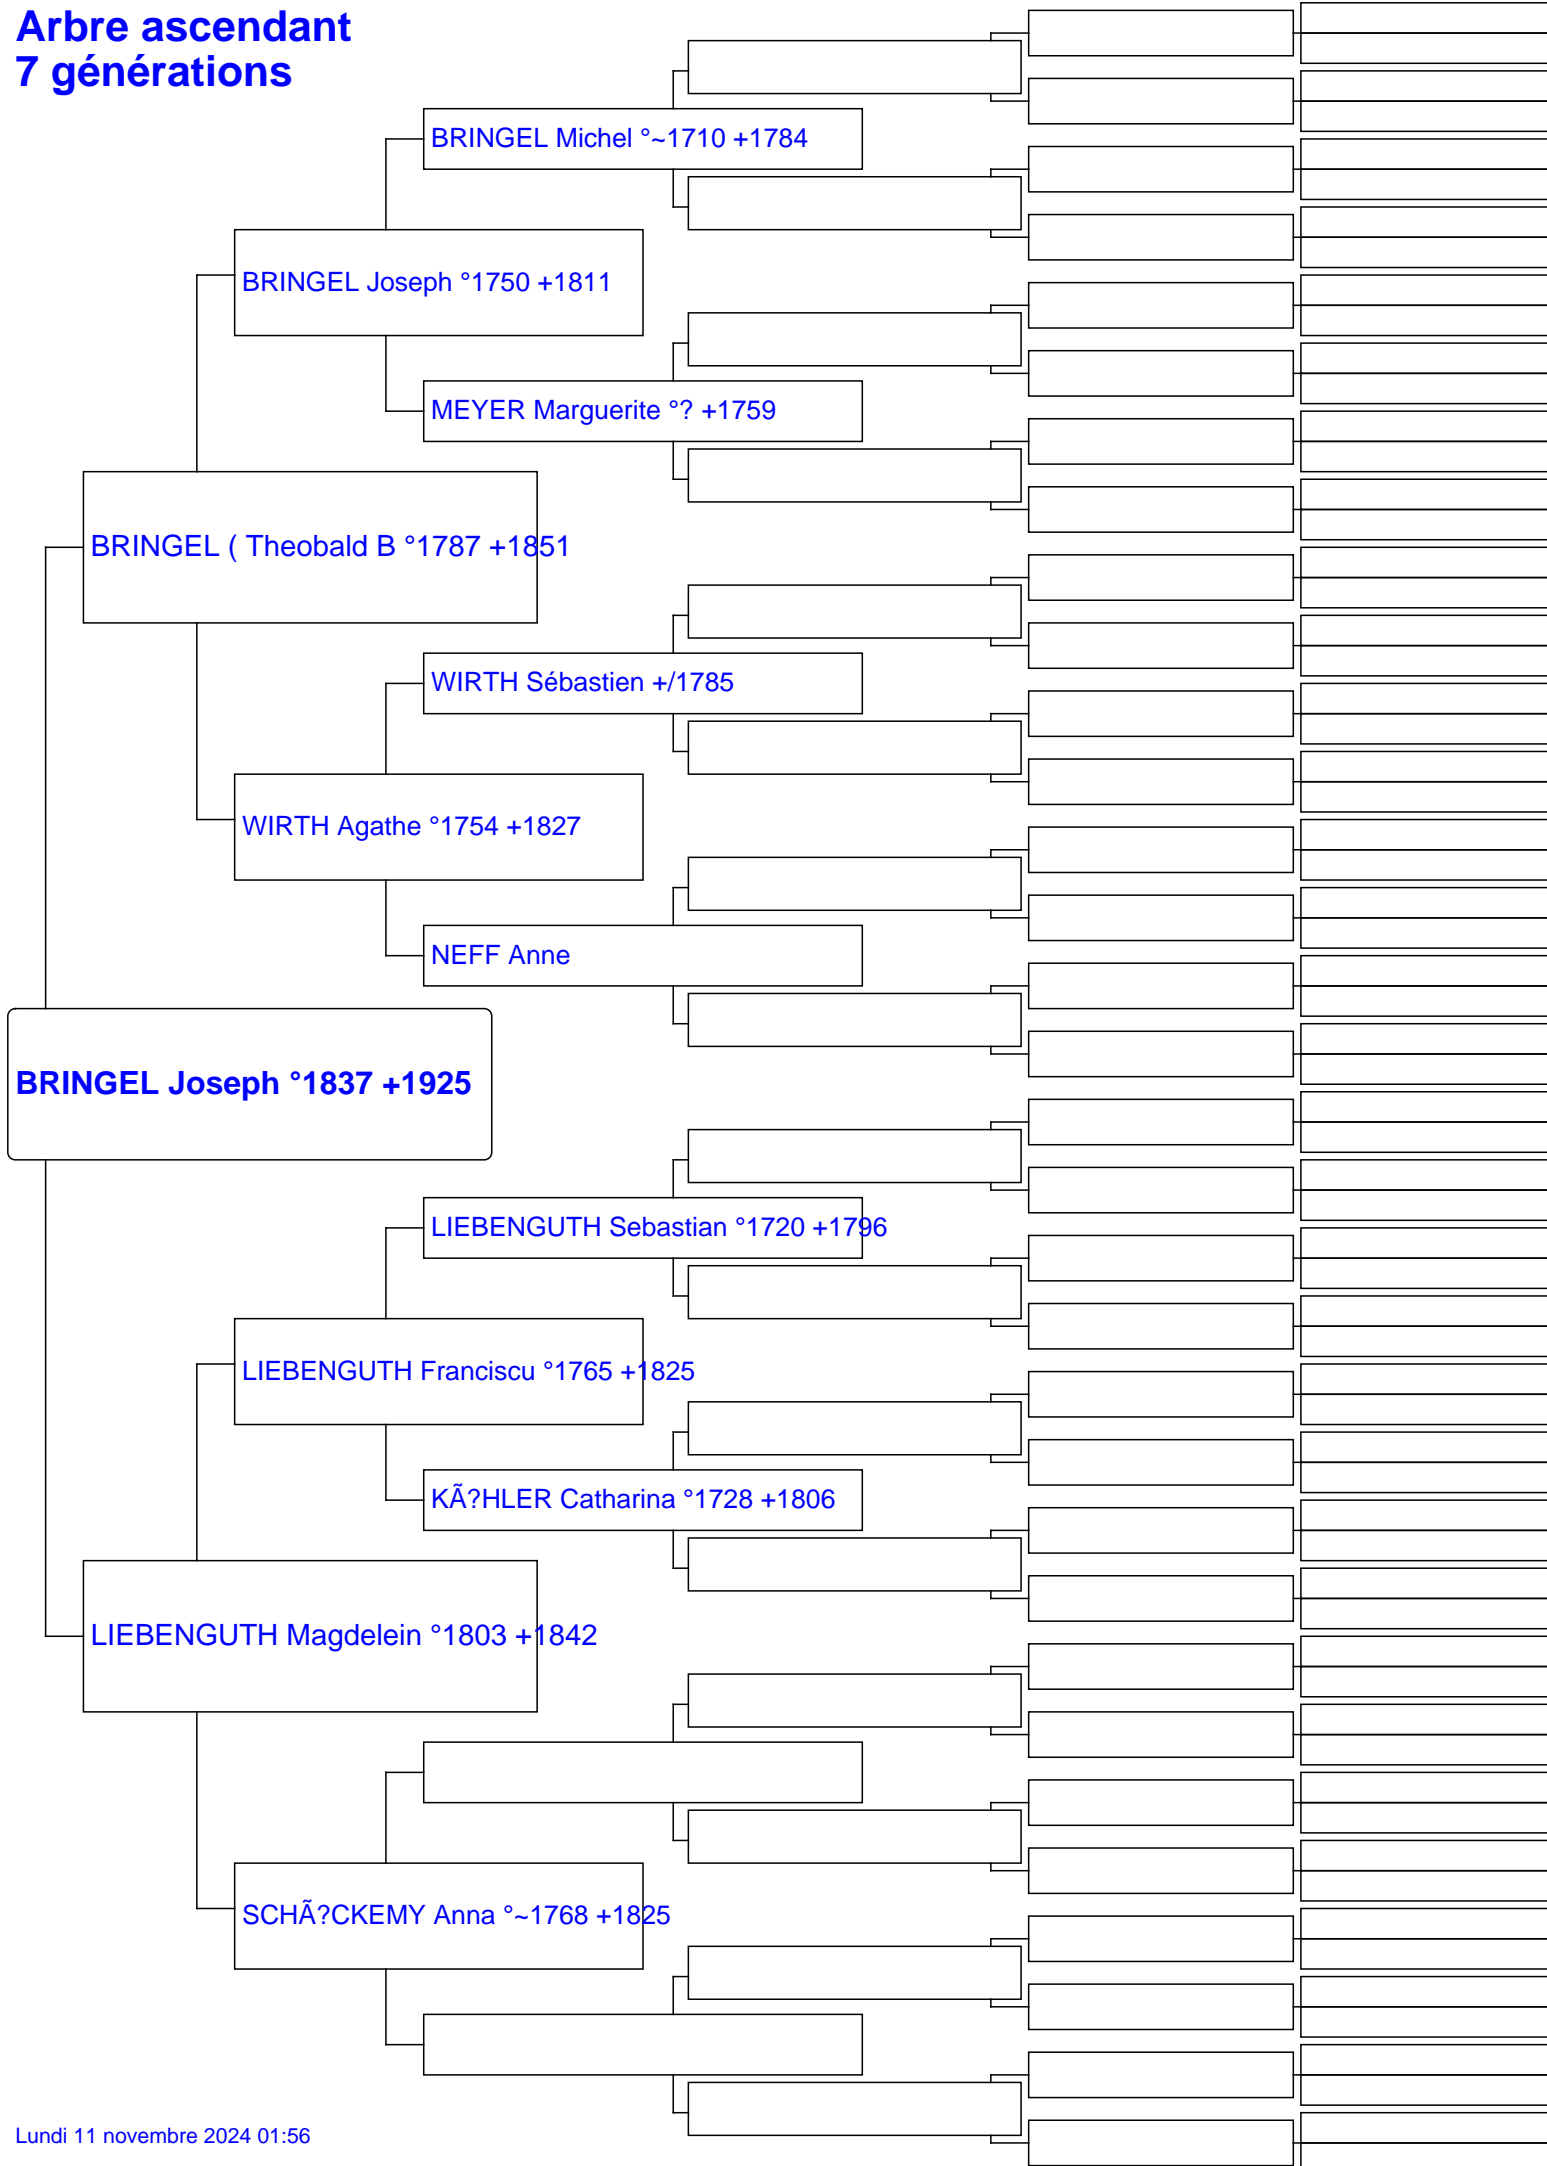 Arbre ascendant
7 générations
BRINGEL Michel °~1710 +1784
BRINGEL Joseph °1750 +1811
MEYER Marguerite °? +1759
BRINGEL ( Theobald B °1787 +1851
WIRTH Sébastien +/1785
WIRTH Agathe °1754 +1827
NEFF Anne
BRINGEL Joseph °1837 +1925
LIEBENGUTH Sebastian °1720 +1796
LIEBENGUTH Franciscu °1765 +1825
KÃ?HLER Catharina °1728 +1806
LIEBENGUTH Magdelein °1803 +1842
SCHÃ?CKEMY Anna °~1768 +1825
Lundi 11 novembre 2024 01:56